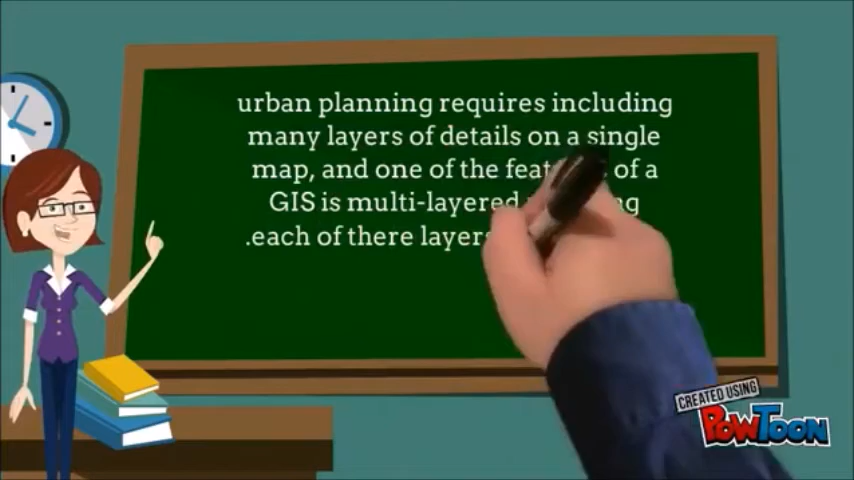 urban planning requires including
many layers of details on a single
map, and one of the of a
GIS is multi-layered
.each of there layers
CREATED USING
POWTOON